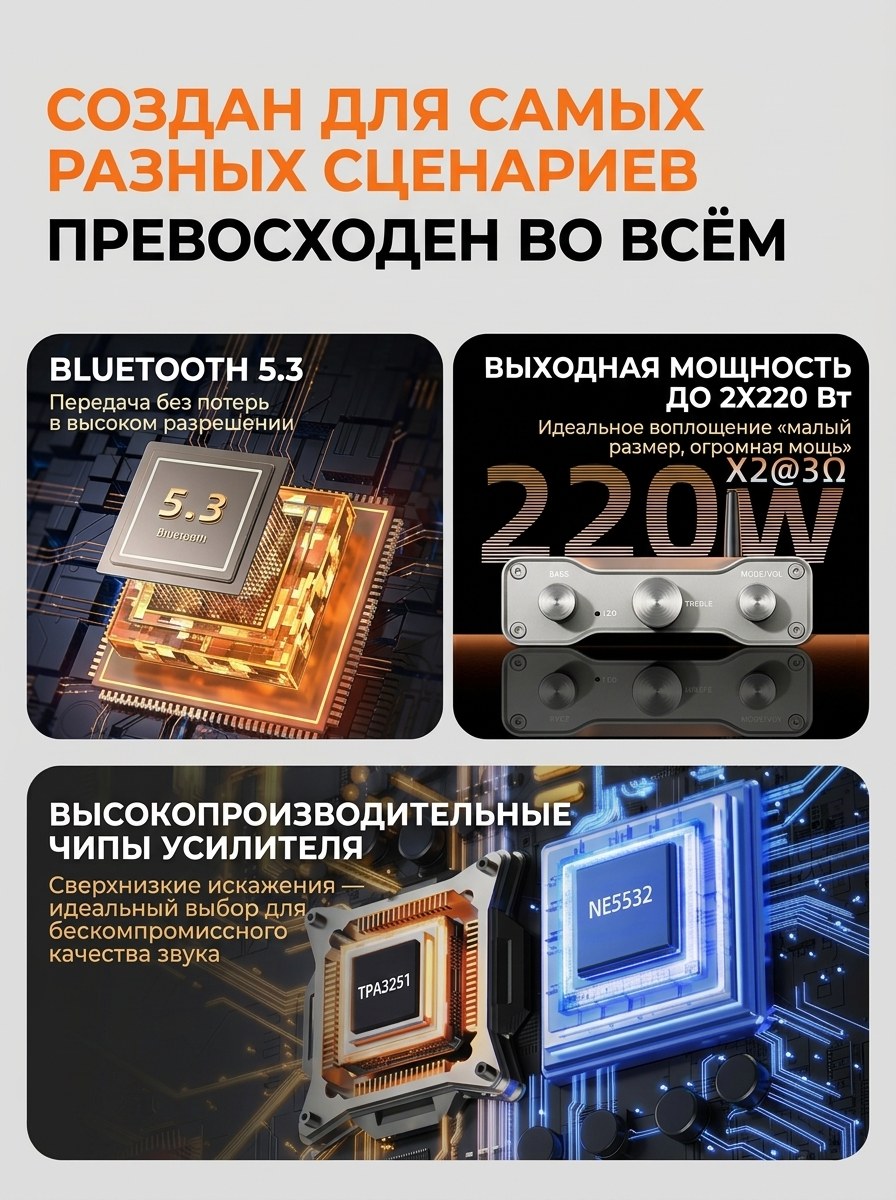 СОЗДАН ДЛЯ САМЫХ
РАЗНЫХ СЦЕНАРИЕВ
ПРЕВОСХОДЕН ВО ВСЁМ
BLUETOOTH 5.3
Передача без потерь
в высоком разрешении
5.3
Bluetooth
ВЫХОДНАЯ МОЩНОСТЬ
ДО 2X220 Вт
Идеальное воплощение «малый
размер, огромная мощь»
X2@3Ω
220W
BASS
TREBLE
MODE/VOL
ВЫСОКОПРОИЗВОДИТЕЛЬНЫЕ
ЧИПЫ УСИЛИТЕЛЯ
Сверхнизкие искажения —
идеальный выбор для
бескомпромиссного
качества звука
TPA3251
NE5532